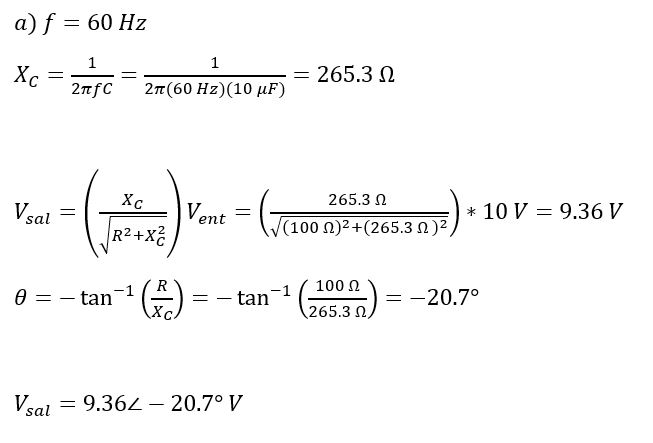 a) f = 60 Hz
X_C = 1/(2πfC) = 1/(2π(60 Hz)(10 μF)) = 265.3 Ω
V_sal = (X_C/√(R²+X_C²)) V_ent = (265.3 Ω/√((100 Ω)²+(265.3 Ω )²)) * 10 V = 9.36 V
θ = − tan⁻¹ (R/X_C) = − tan⁻¹ (100 Ω/265.3 Ω) = −20.7°
V_sal = 9.36∠ − 20.7° V